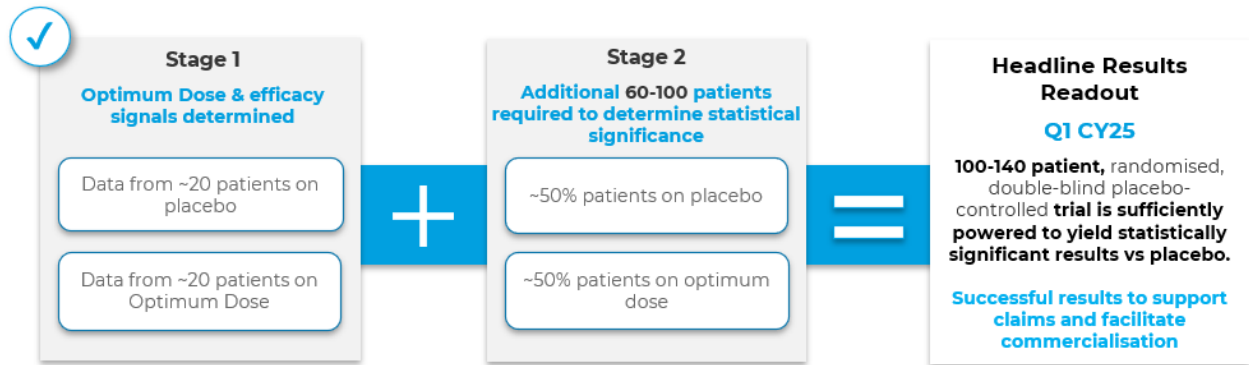 Stage 1
Optimum Dose & efficacy
signals determined
Data from ~20 patients on
placebo
Data from ~20 patients on
Optimum Dose
+
Stage 2
Additional 60-100 patients
required to determine statistical
significance
~50% patients on placebo
~50% patients on optimum
dose
=
Headline Results
Readout
Q1 CY25
100-140 patient, randomised,
double-blind placebo-
controlled trial is sufficiently
powered to yield statistically
significant results vs placebo.
Successful results to support
claims and facilitate
commercialisation